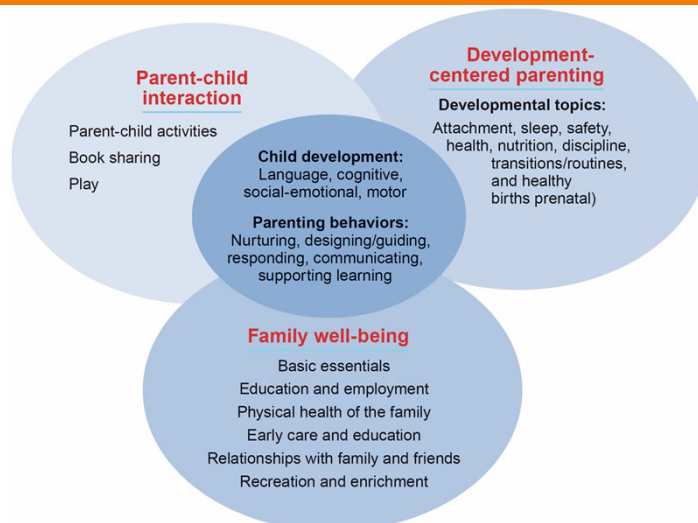 Parent-child
interaction
Parent-child activities
Book sharing
Play
Development-
centered parenting
Developmental topics:
Attachment, sleep, safety,
health, nutrition, discipline,
transitions/routines,
and healthy
births prenatal)
Child development:
Language, cognitive,
social-emotional, motor
Parenting behaviors:
Nurturing, designing/guiding,
responding, communicating,
supporting learning
Family well-being
Basic essentials
Education and employment
Physical health of the family
Early care and education
Relationships with family and friends
Recreation and enrichment